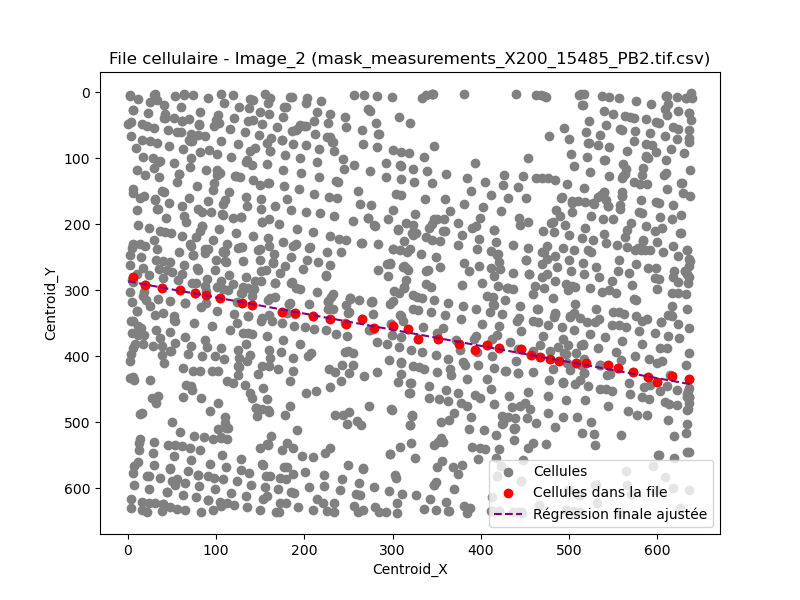 File cellulaire - Image_2 (mask_measurements_X200_15485_PB2.tif.csv)
0
100
200
300
400
500
600
Centroid_Y
Cellules
Cellules dans la file
Régression finale ajustée
0 100 200 300 400 500 600
Centroid_X